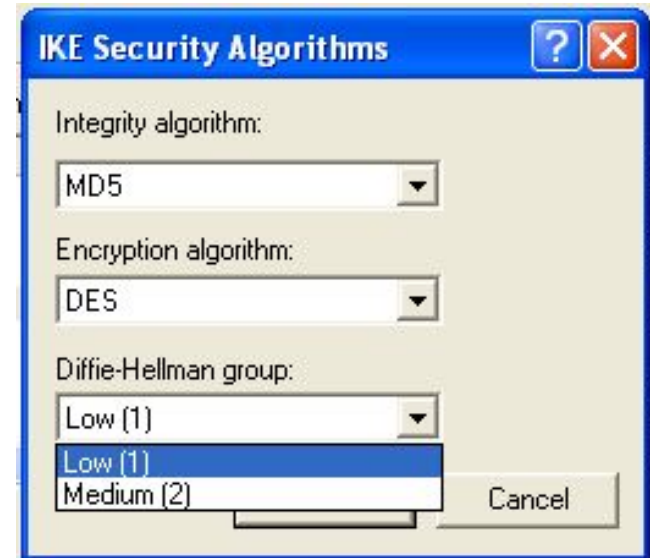 IKE Security Algorithms
Integrity algorithm:
MD5
Encryption algorithm:
DES
Diffie-Hellman group:
Low (1)
Low (1)
Medium (2)
Cancel